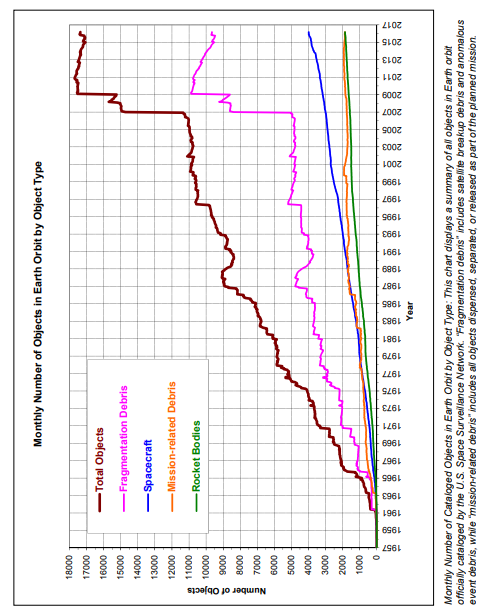 Monthly Number of Objects in Earth Orbit by Object Type
18000
17000
16000
15000
14000
13000
12000
11000
10000
9000
8000
7000
6000
5000
4000
3000
2000
1000
0
Number of Objects
Total Objects
Fragmentation Debris
Spacecraft
Mission-related Debris
Rocket Bodies
1957 1959 1961 1963 1965 1967 1969 1971 1973 1975 1977 1979 1981 1983 1985 1987 1989 1991 1993 1995 1997 1999 2001 2003 2005 2007 2009 2011 2013 2015 2017
Year
Monthly Number of Cataloged Objects in Earth Orbit by Object Type: This chart displays a summary of all objects in Earth orbit
officially cataloged by the U.S. Space Surveillance Network. "Fragmentation debris" includes satellite breakup debris and anomalous
event debris, while "mission-related debris" includes all objects dispensed, separated, or released as part of the planned mission.